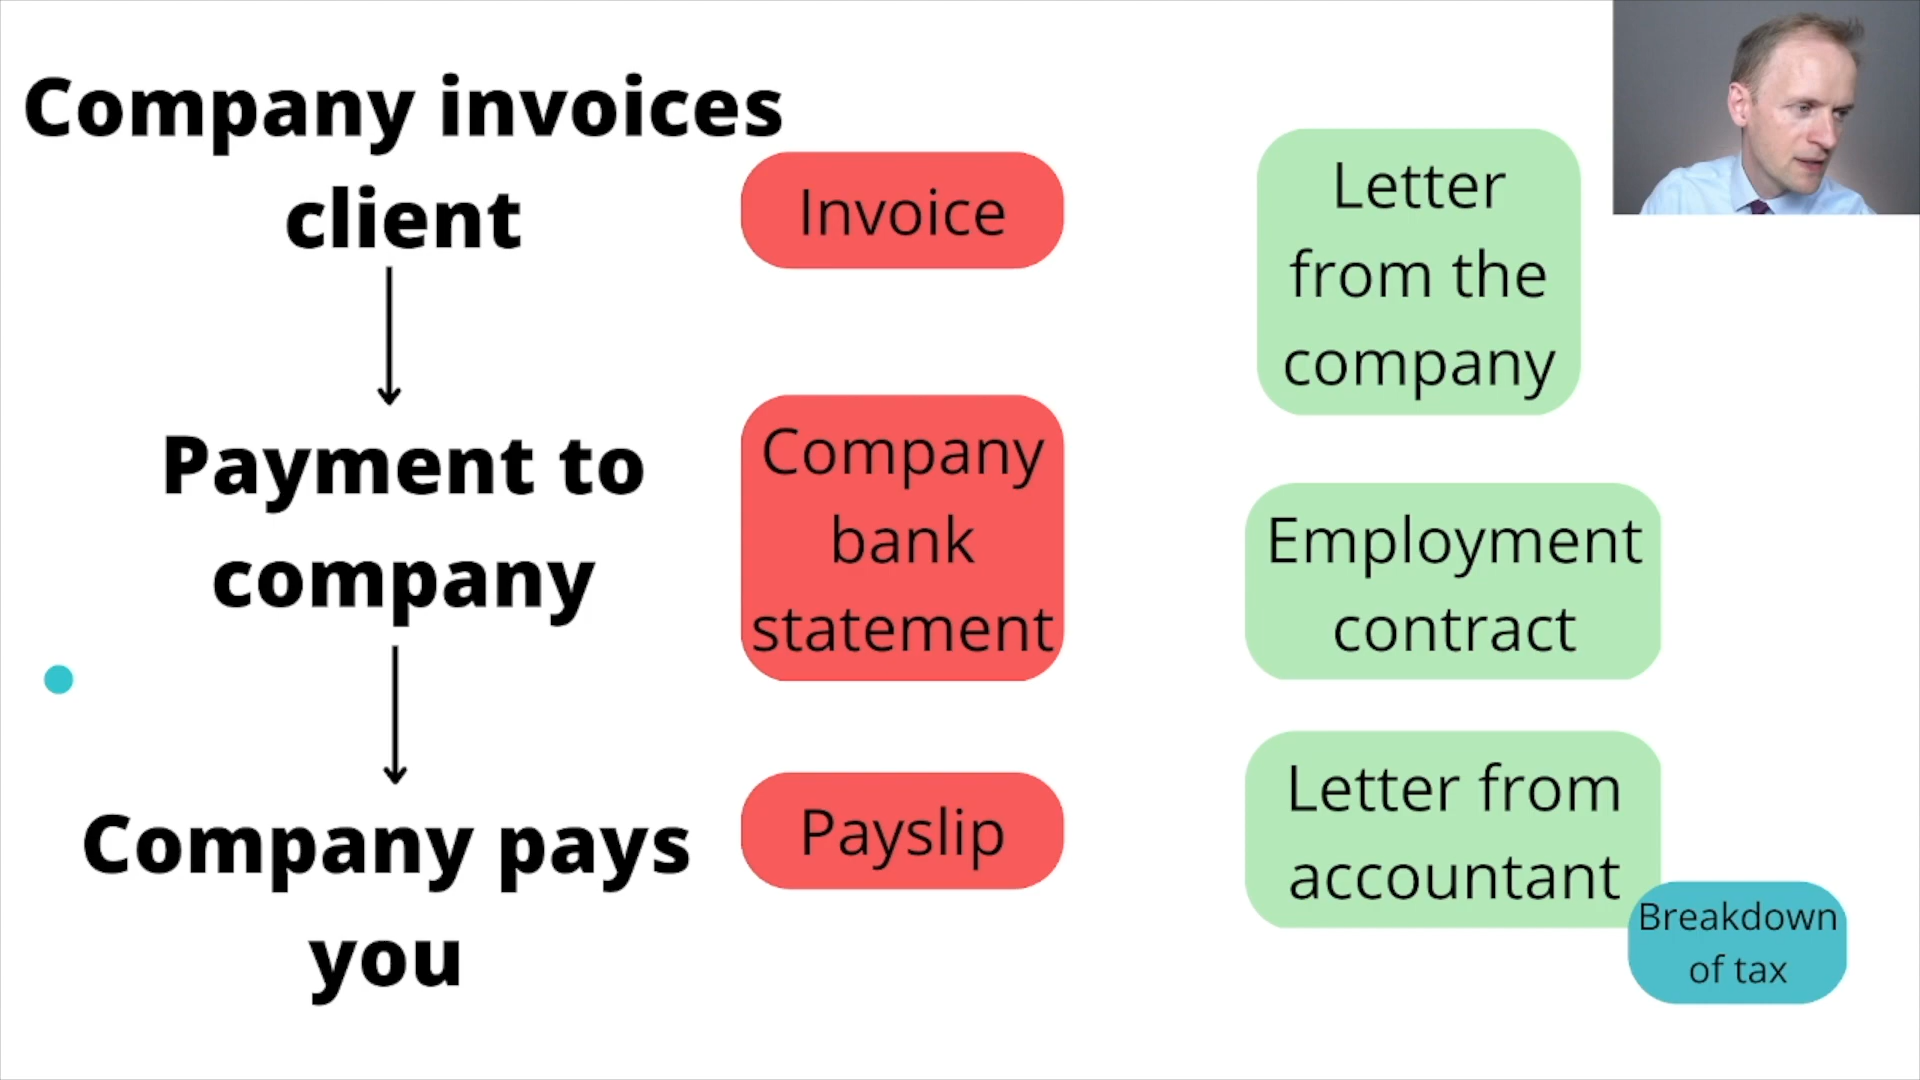 Company invoices
client
Payment to
company
Company pays
you
Invoice
Company
bank
statement
Payslip
Letter
from the
company
Employment
contract
Letter from
accountant
Breakdown
of tax